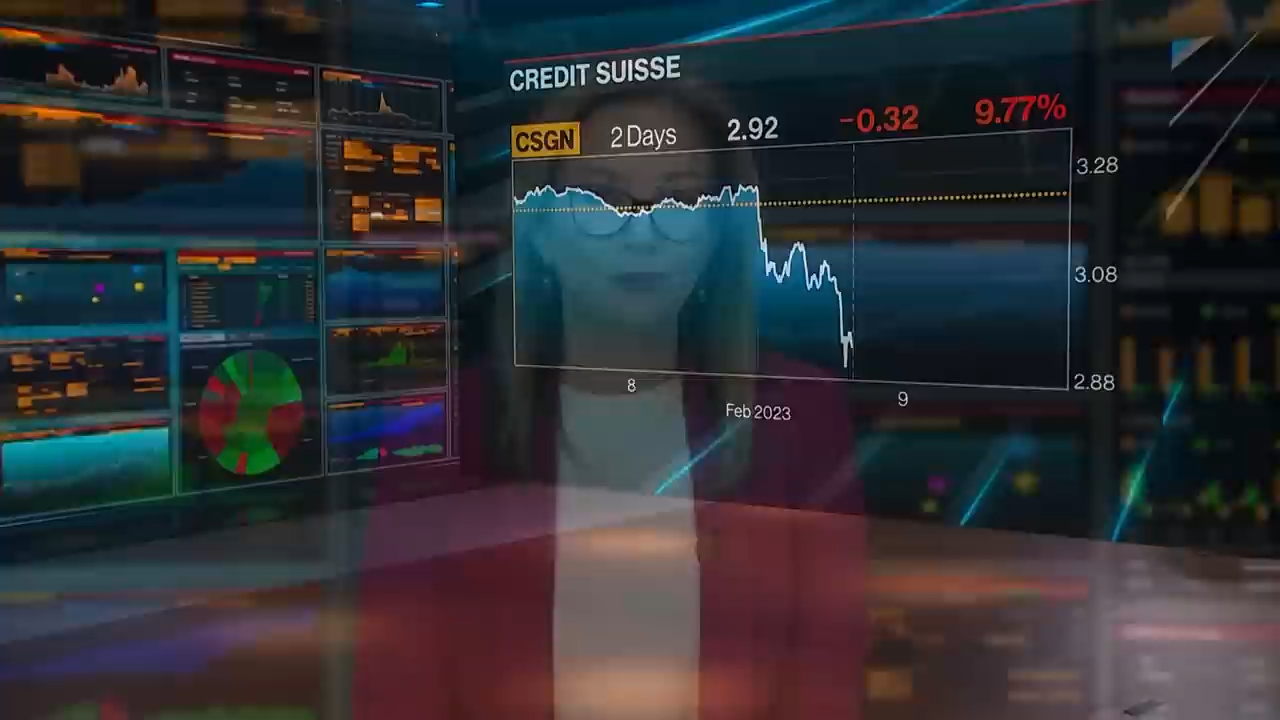 CREDIT SUISSE
CSGN 2 Days 2.92 -0.32 9.77%
3.28
3.08
2.88
8 9
Feb 2023